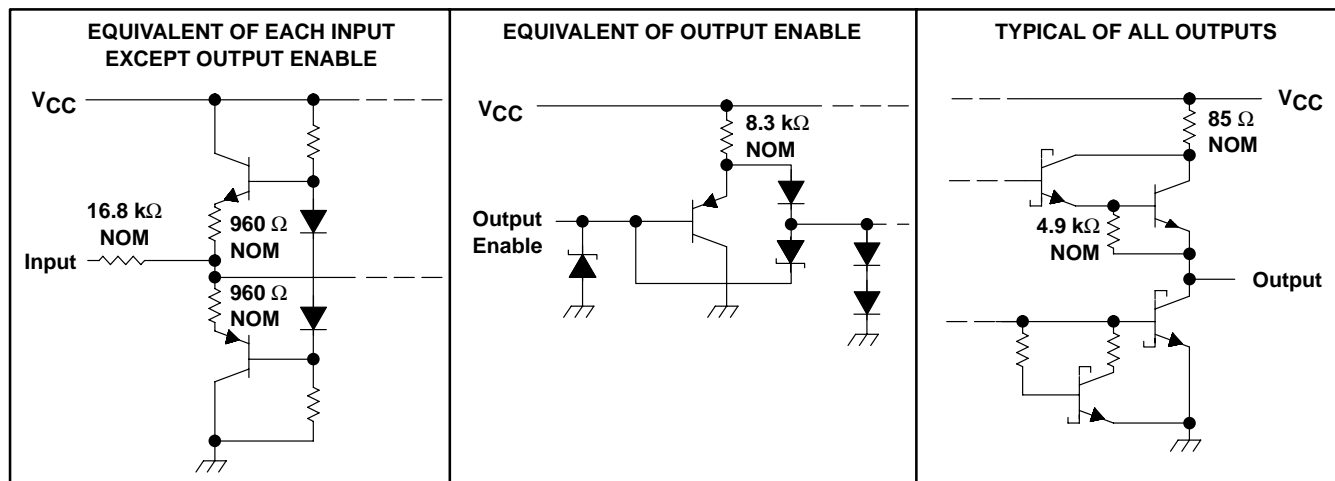 EQUIVALENT OF EACH INPUT
EXCEPT OUTPUT ENABLE
VCC
16.8 kΩ
NOM
960 Ω
NOM
Input
960 Ω
NOM
EQUIVALENT OF OUTPUT ENABLE
VCC
8.3 kΩ
NOM
Output
Enable
TYPICAL OF ALL OUTPUTS
VCC
85 Ω
NOM
4.9 kΩ
NOM
Output